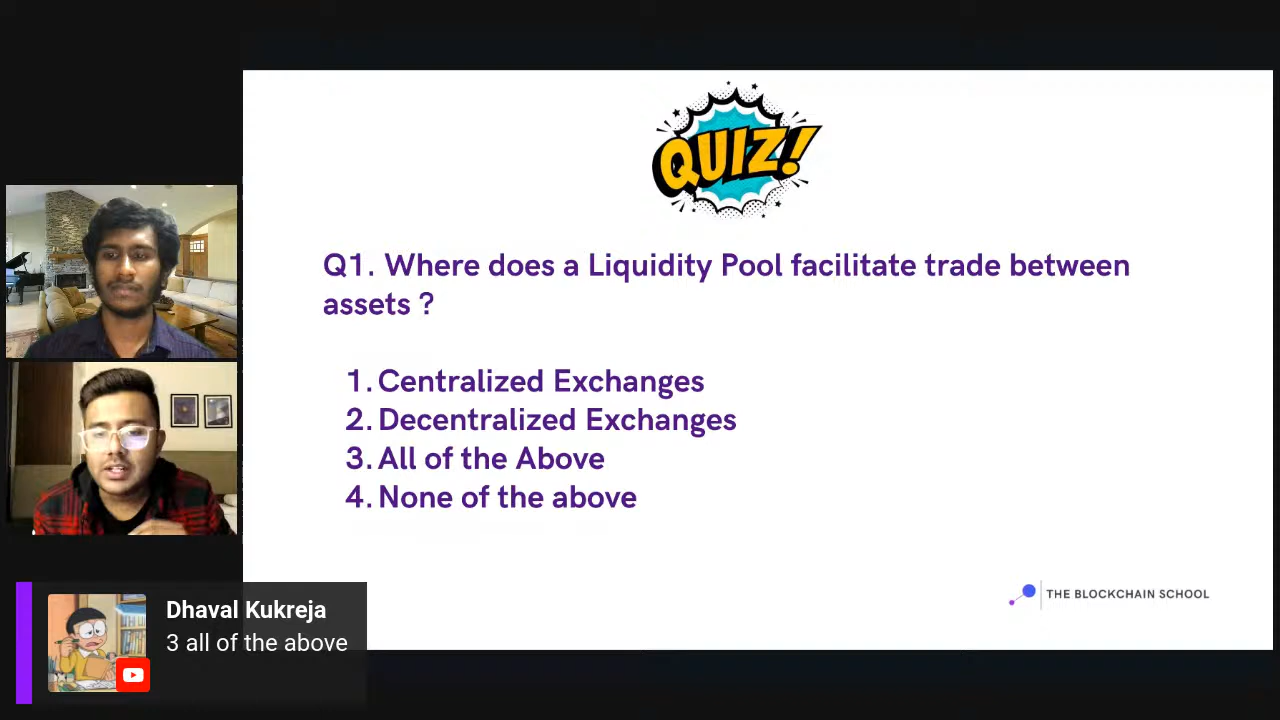 QUIZ!
Q1. Where does a Liquidity Pool facilitate trade between
assets ?
1. Centralized Exchanges
2. Decentralized Exchanges
3. All of the Above
4. None of the above
THE BLOCKCHAIN SCHOOL
Dhaval Kukreja
3 all of the above